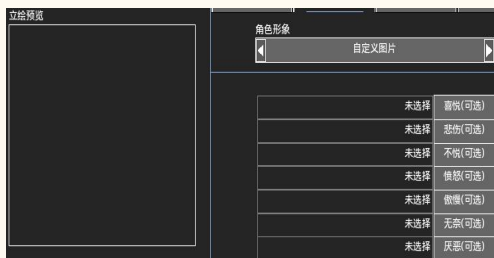 立绘预览
角色形象
自定义图片
未选择 喜悦(可选)
未选择 悲伤(可选)
未选择 不悦(可选)
未选择 愤怒(可选)
未选择 傲慢(可选)
未选择 无奈(可选)
未选择 厌恶(可选)